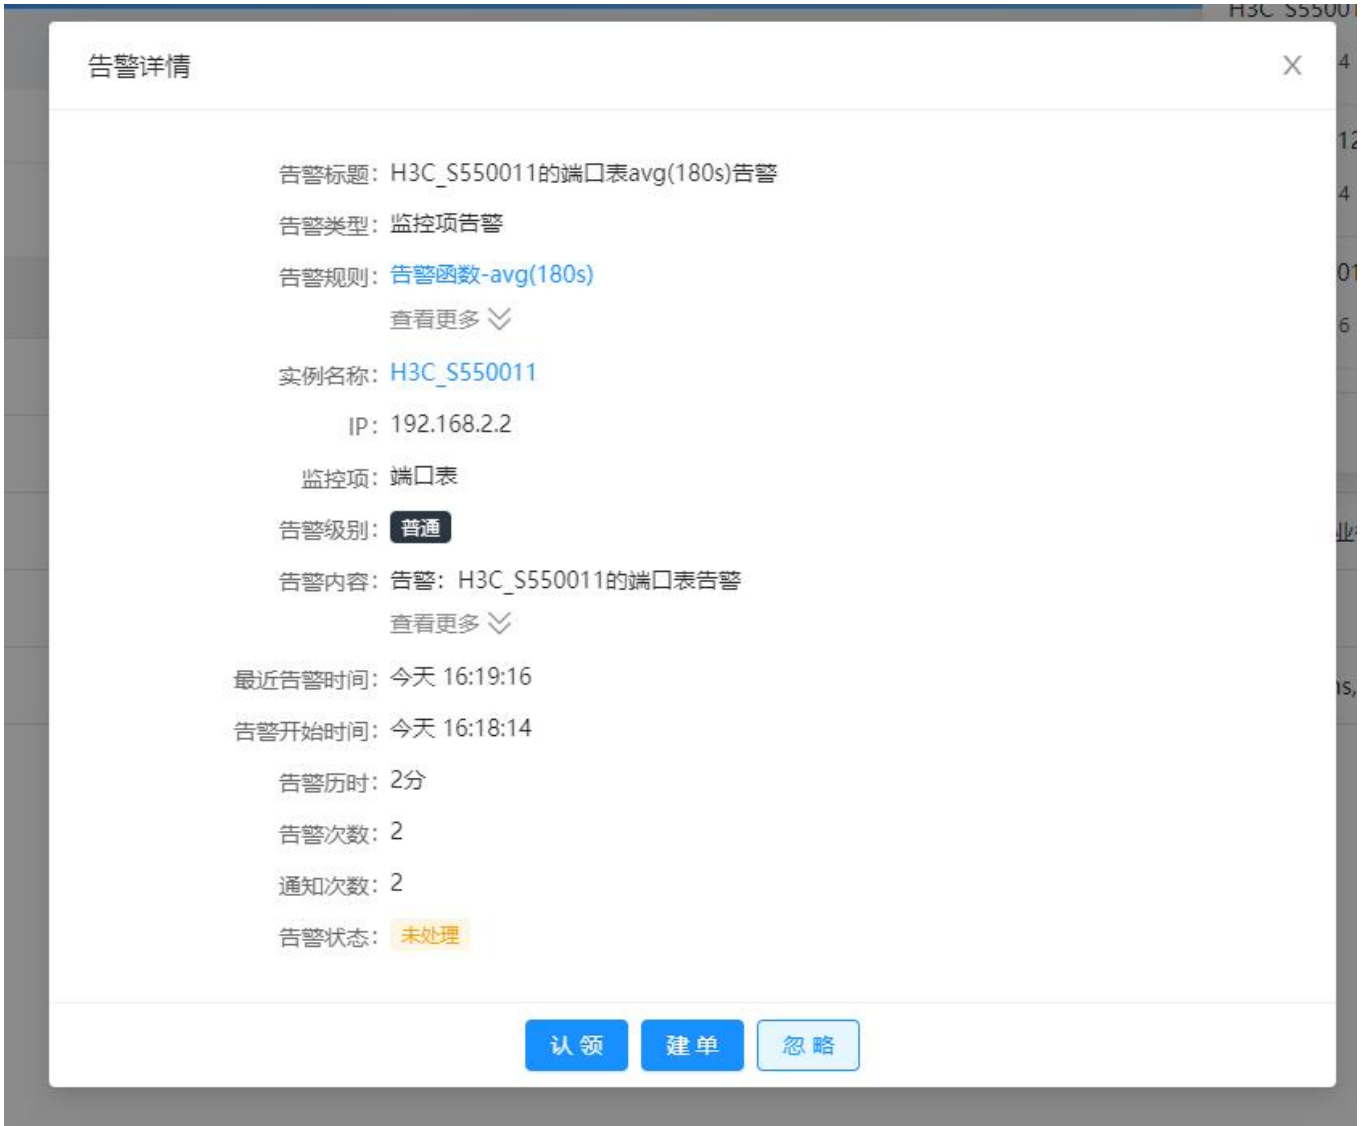 H3C_S55001
告警详情
4
12
告警标题：H3C_S550011的端口表avg(180s)告警
4
告警类型：监控项告警
告警规则：告警函数-avg(180s)
01
查看更多
6
实例名称：H3C_S550011
IP：192.168.2.2
监控项：端口表
告警级别：普通
业
告警内容：告警：H3C_S550011的端口表告警
查看更多
最近告警时间：今天 16:19:16
告警开始时间：今天 16:18:14
告警历时：2分
告警次数：2
通知次数：2
告警状态：未处理
认 领
建 单
忽 略